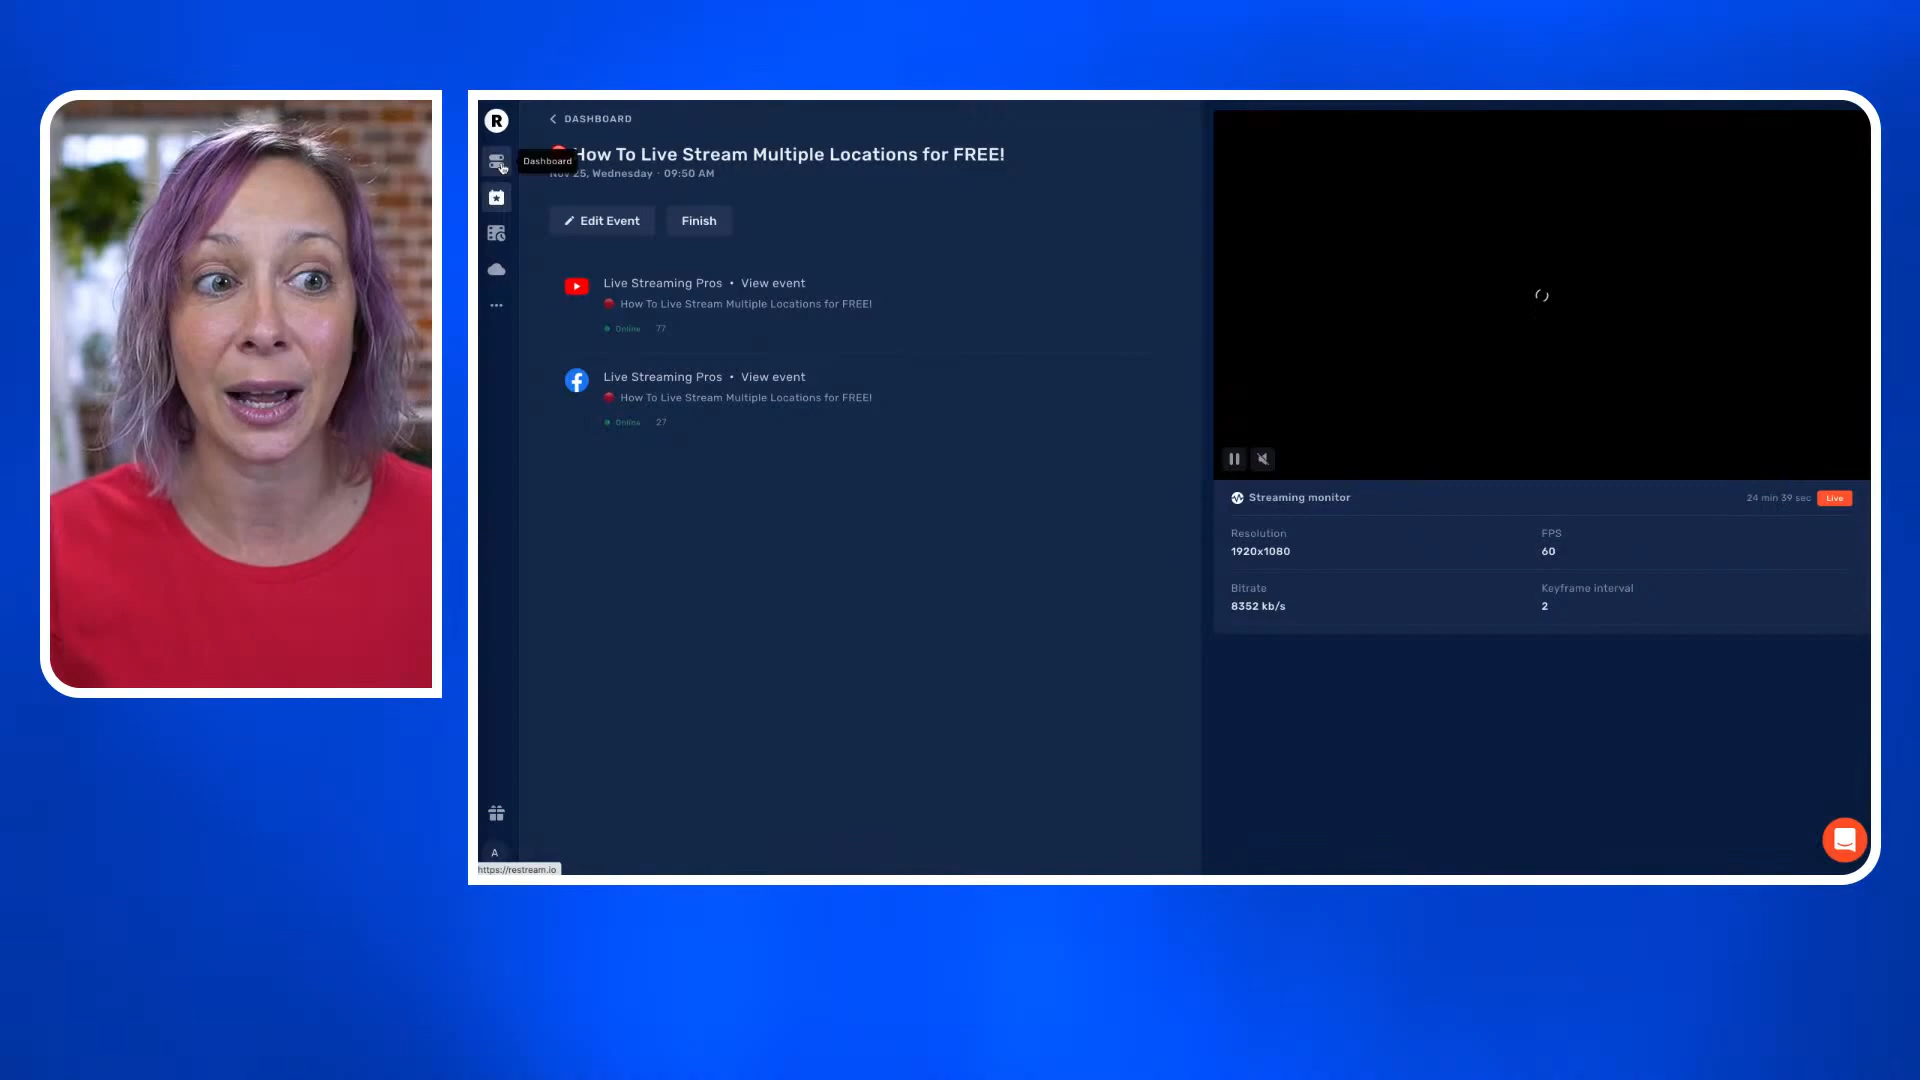 R
DASHBOARD
Dashboard
How To Live Stream Multiple Locations for FREE!
Nov 25, Wednesday · 09:50 AM
Edit Event
Finish
Live Streaming Pros • View event
How To Live Stream Multiple Locations for FREE!
Online 77
Live Streaming Pros • View event
How To Live Stream Multiple Locations for FREE!
Online 27
Streaming monitor
24 min 39 sec
Live
Resolution
1920x1080
FPS
60
Bitrate
8352 kb/s
Keyframe interval
2
A
https://restream.io